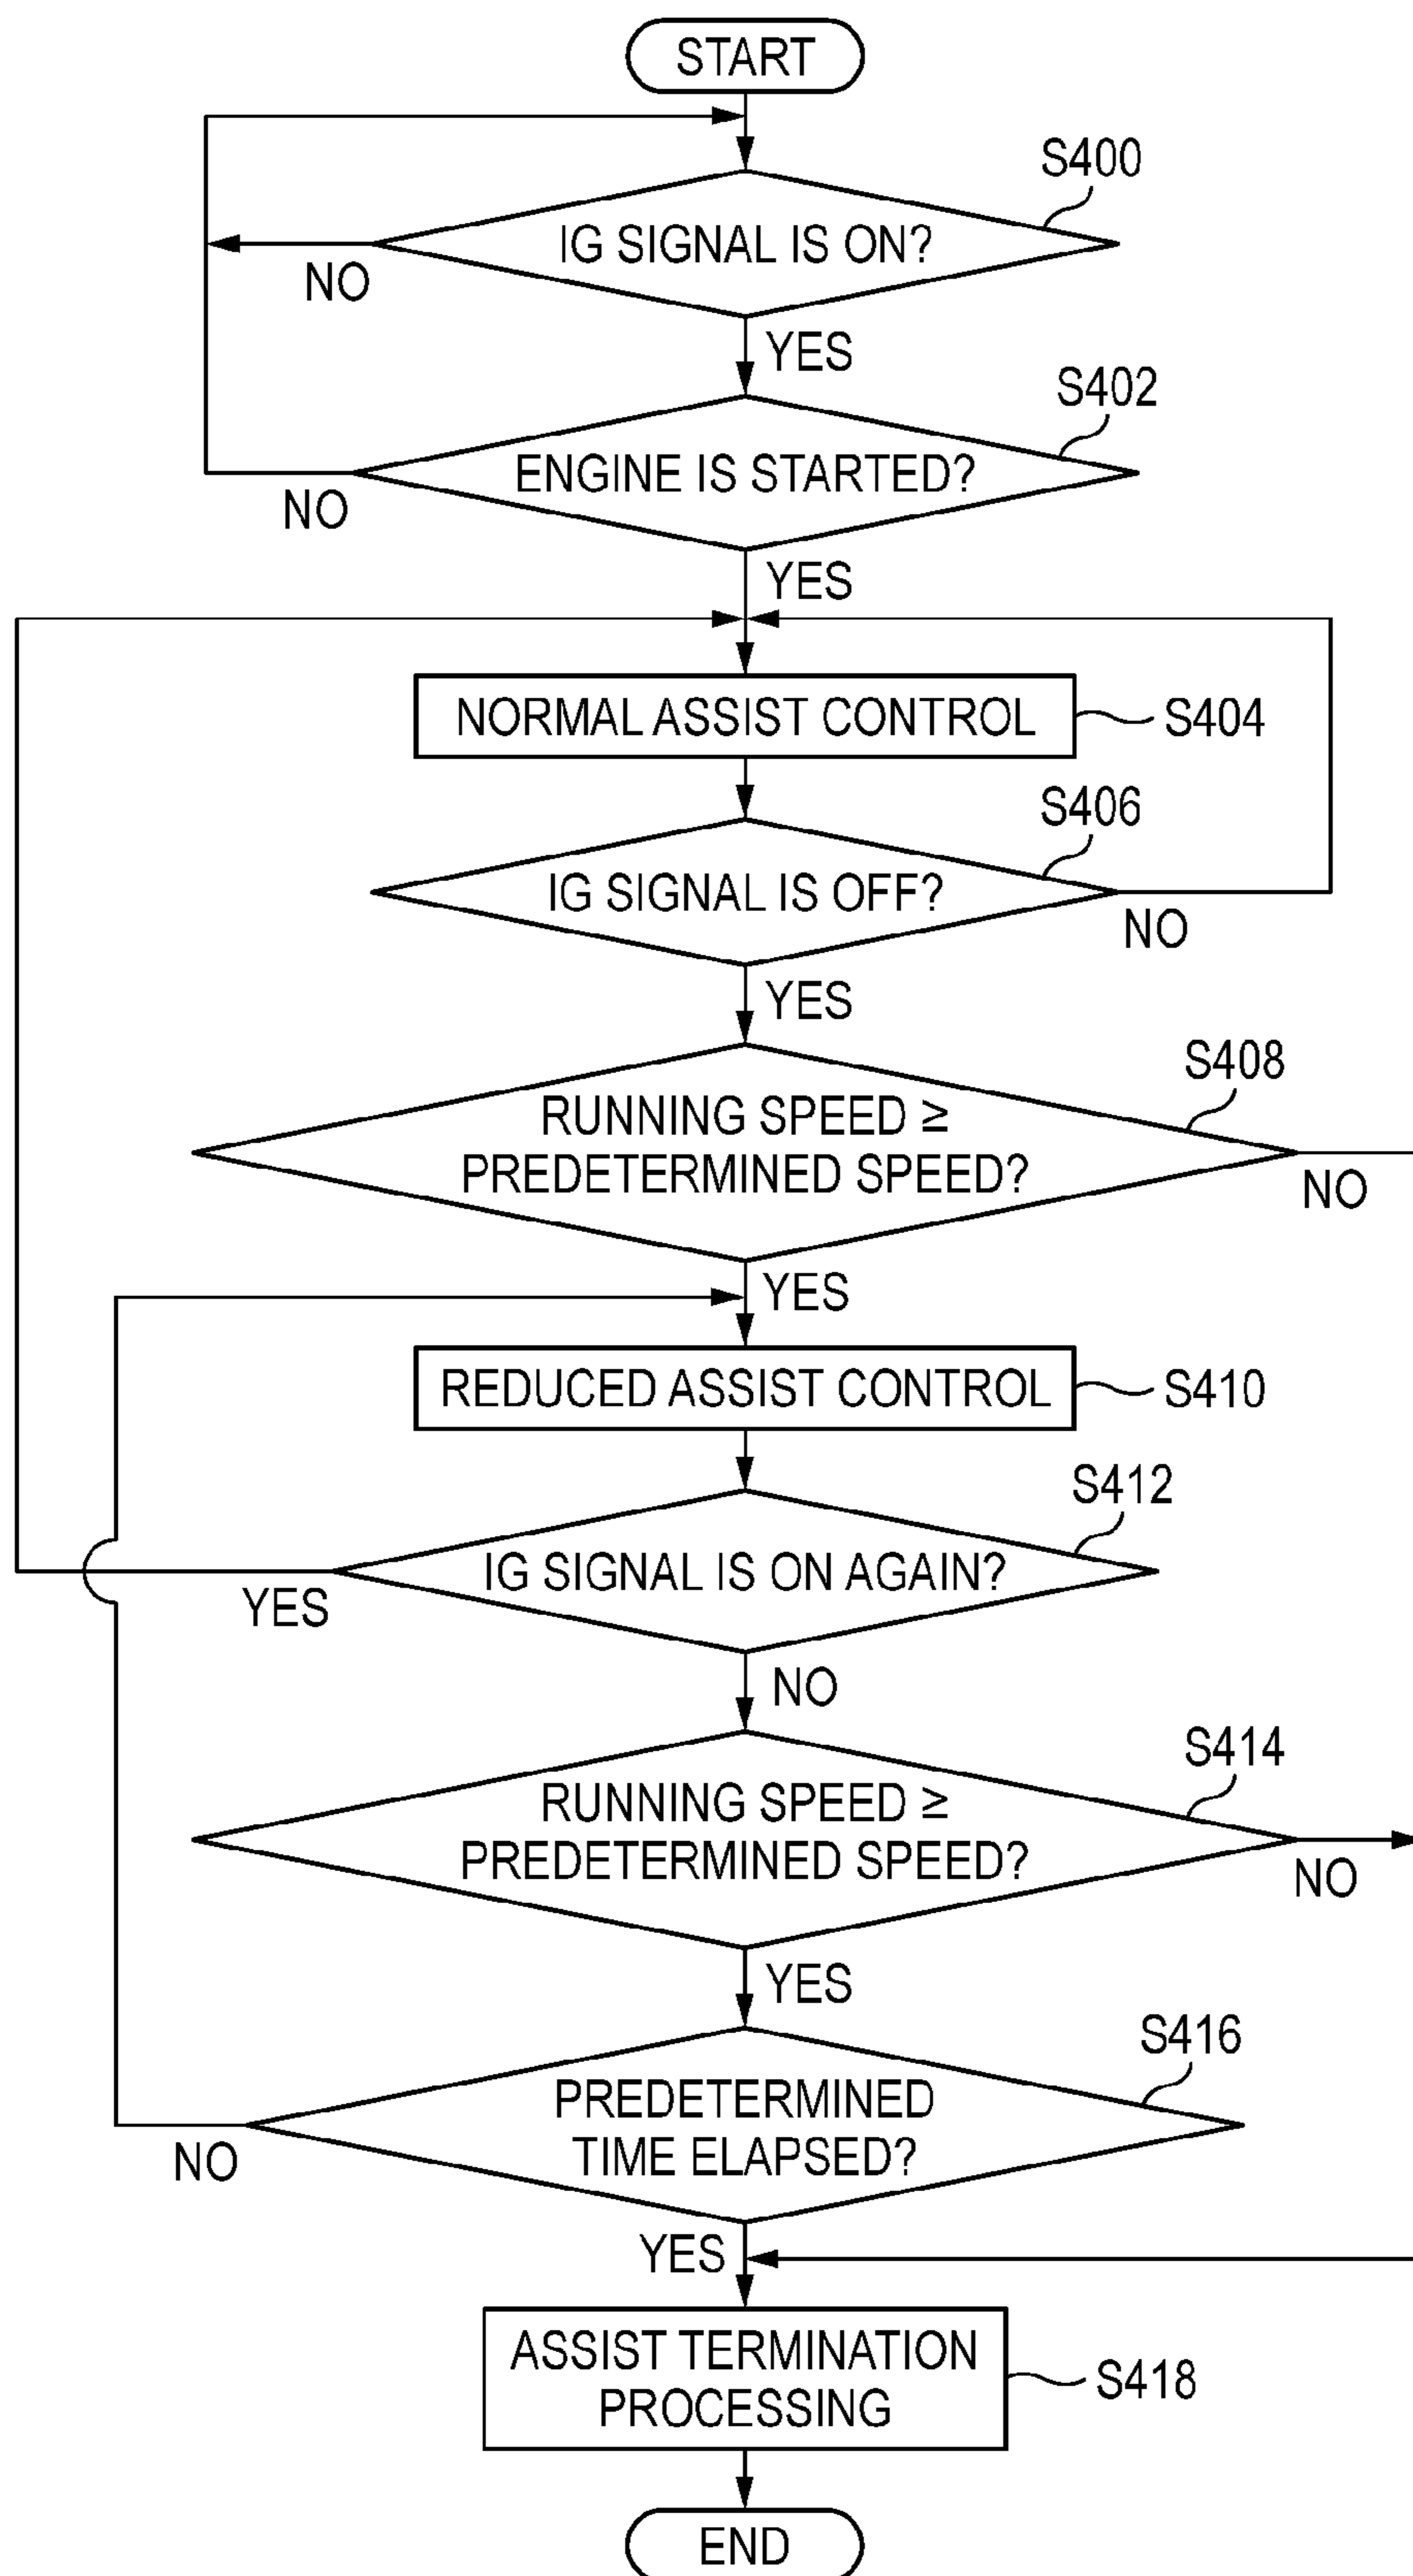 START
S400
IG SIGNAL IS ON?
NO
YES
S402
ENGINE IS STARTED?
NO
YES
NORMAL ASSIST CONTROL
S404
S406
IG SIGNAL IS OFF?
NO
YES
S408
RUNNING SPEED ≥
PREDETERMINED SPEED?
NO
YES
REDUCED ASSIST CONTROL
S410
S412
IG SIGNAL IS ON AGAIN?
YES
NO
S414
RUNNING SPEED ≥
PREDETERMINED SPEED?
NO
YES
S416
PREDETERMINED
TIME ELAPSED?
NO
YES
ASSIST TERMINATION
PROCESSING
S418
END